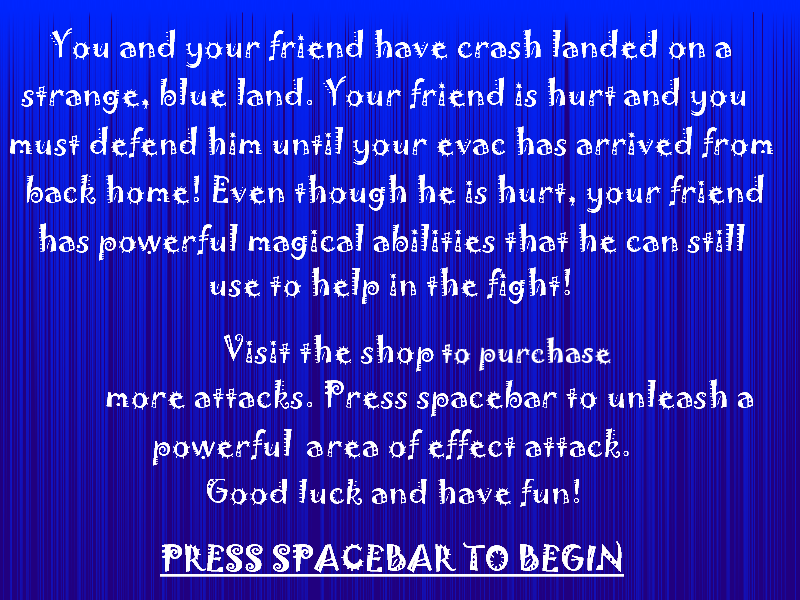 You and your friend have crash landed on a
strange, blue land. Your friend is hurt and you
must defend him until your evac has arrived from
back home! Even though he is hurt, your friend
has powerful magical abilities that he can still
use to help in the fight!
Visit the shop to purchase
more attacks. Press spacebar to unleash a
powerful area of effect attack.
Good luck and have fun!
PRESS SPACEBAR TO BEGIN